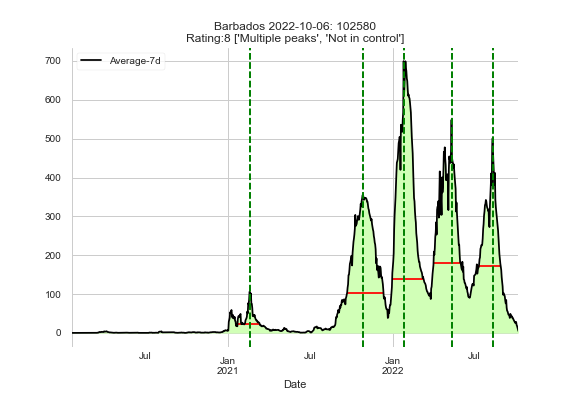 Barbados 2022-10-06: 102580
Rating:8 ['Multiple peaks', 'Not in control']
Average-7d
700
600
500
400
300
200
100
0
Jul
Jan
2021
Jul
Jan
2022
Jul
Date